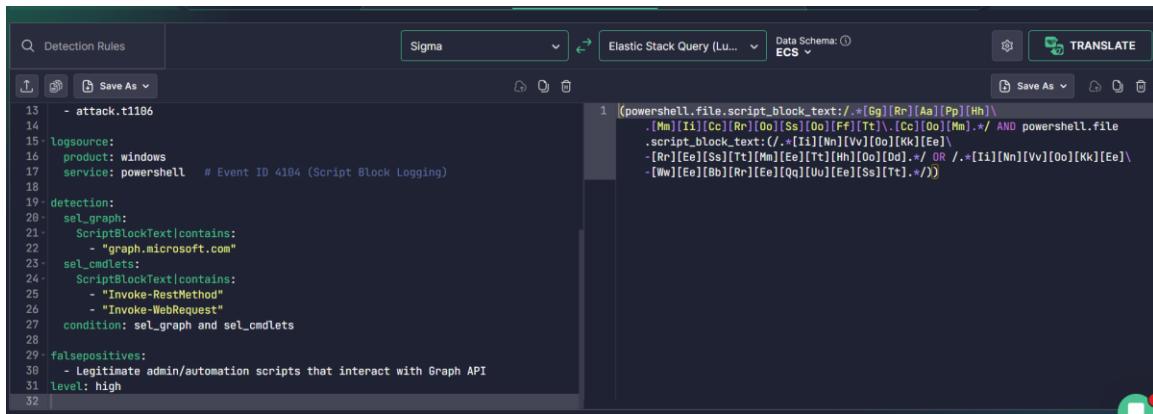 Detection Rules
Sigma
Elastic Stack Query (Lu...
Data Schema:
ECS
TRANSLATE
Save As
Save As
13 - attack.t1106
14
15 logsource:
16 product: windows
17 service: powershell # Event ID 4104 (Script Block Logging)
18
19 detection:
20 sel_graph:
21 ScriptBlockText|contains:
22 - "graph.microsoft.com"
23 sel_cmdlets:
24 ScriptBlockText|contains:
25 - "Invoke-RestMethod"
26 - "Invoke-WebRequest"
27 condition: sel_graph and sel_cmdlets
28
29 falsepositives:
30 - Legitimate admin/automation scripts that interact with Graph API
31 level: high
32
1 (powershell.file.script_block_text:/.*[Gg][Rr][Aa][Pp][Hh]\
.[Mm][Ii][Cc][Rr][Oo][Ss][Oo][Ff][Tt]\.[Cc][Oo][Mm].*/ AND powershell.file
.script_block_text:(/.*[Ii][Nn][Vv][Oo][Kk][Ee]\
-[Rr][Ee][Ss][Tt][Mm][Ee][Tt][Hh][Oo][Dd].*/ OR /.*[Ii][Nn][Vv][Oo][Kk][Ee]\
-[Ww][Ee][Bb][Rr][Ee][Qq][Uu][Ee][Ss][Tt].*/))